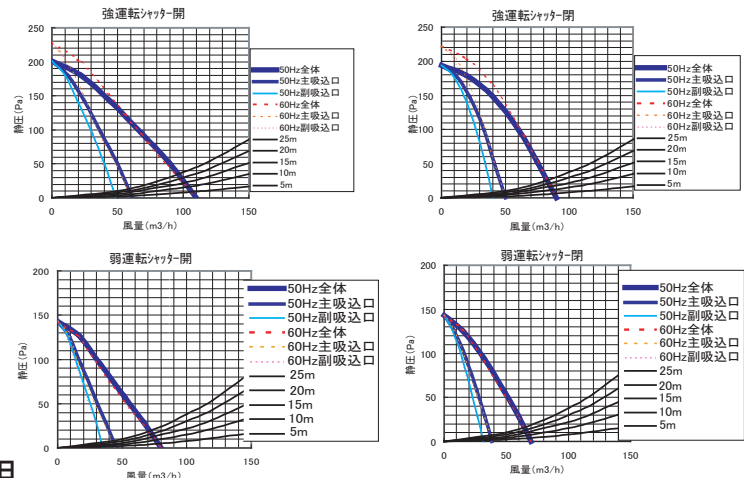 強運転シャッター開
250
200
150
100
50
0
静圧(Pa)
0 50 100 150
風量(m3/h)
50Hz全体
50Hz主吸込口
50Hz副吸込口
60Hz全体
60Hz主吸込口
60Hz副吸込口
25m
20m
15m
10m
5m
強運転シャッター閉
250
200
150
100
50
0
静圧(Pa)
0 50 100 150
風量(m3/h)
50Hz全体
50Hz主吸込口
50Hz副吸込口
60Hz全体
60Hz主吸込口
60Hz副吸込口
25m
20m
15m
10m
5m
弱運転シャッター開
200
150
100
50
0
静圧(Pa)
0 50 100 150
風量(m3/h)
50Hz全体
50Hz主吸込口
50Hz副吸込口
60Hz全体
60Hz主吸込口
60Hz副吸込口
25m
20m
15m
10m
5m
弱運転シャッター閉
200
150
100
50
0
静圧(Pa)
0 50 100 150
風量(m3/h)
50Hz全体
50Hz主吸込口
50Hz副吸込口
60Hz全体
60Hz主吸込口
60Hz副吸込口
25m
20m
15m
10m
5m